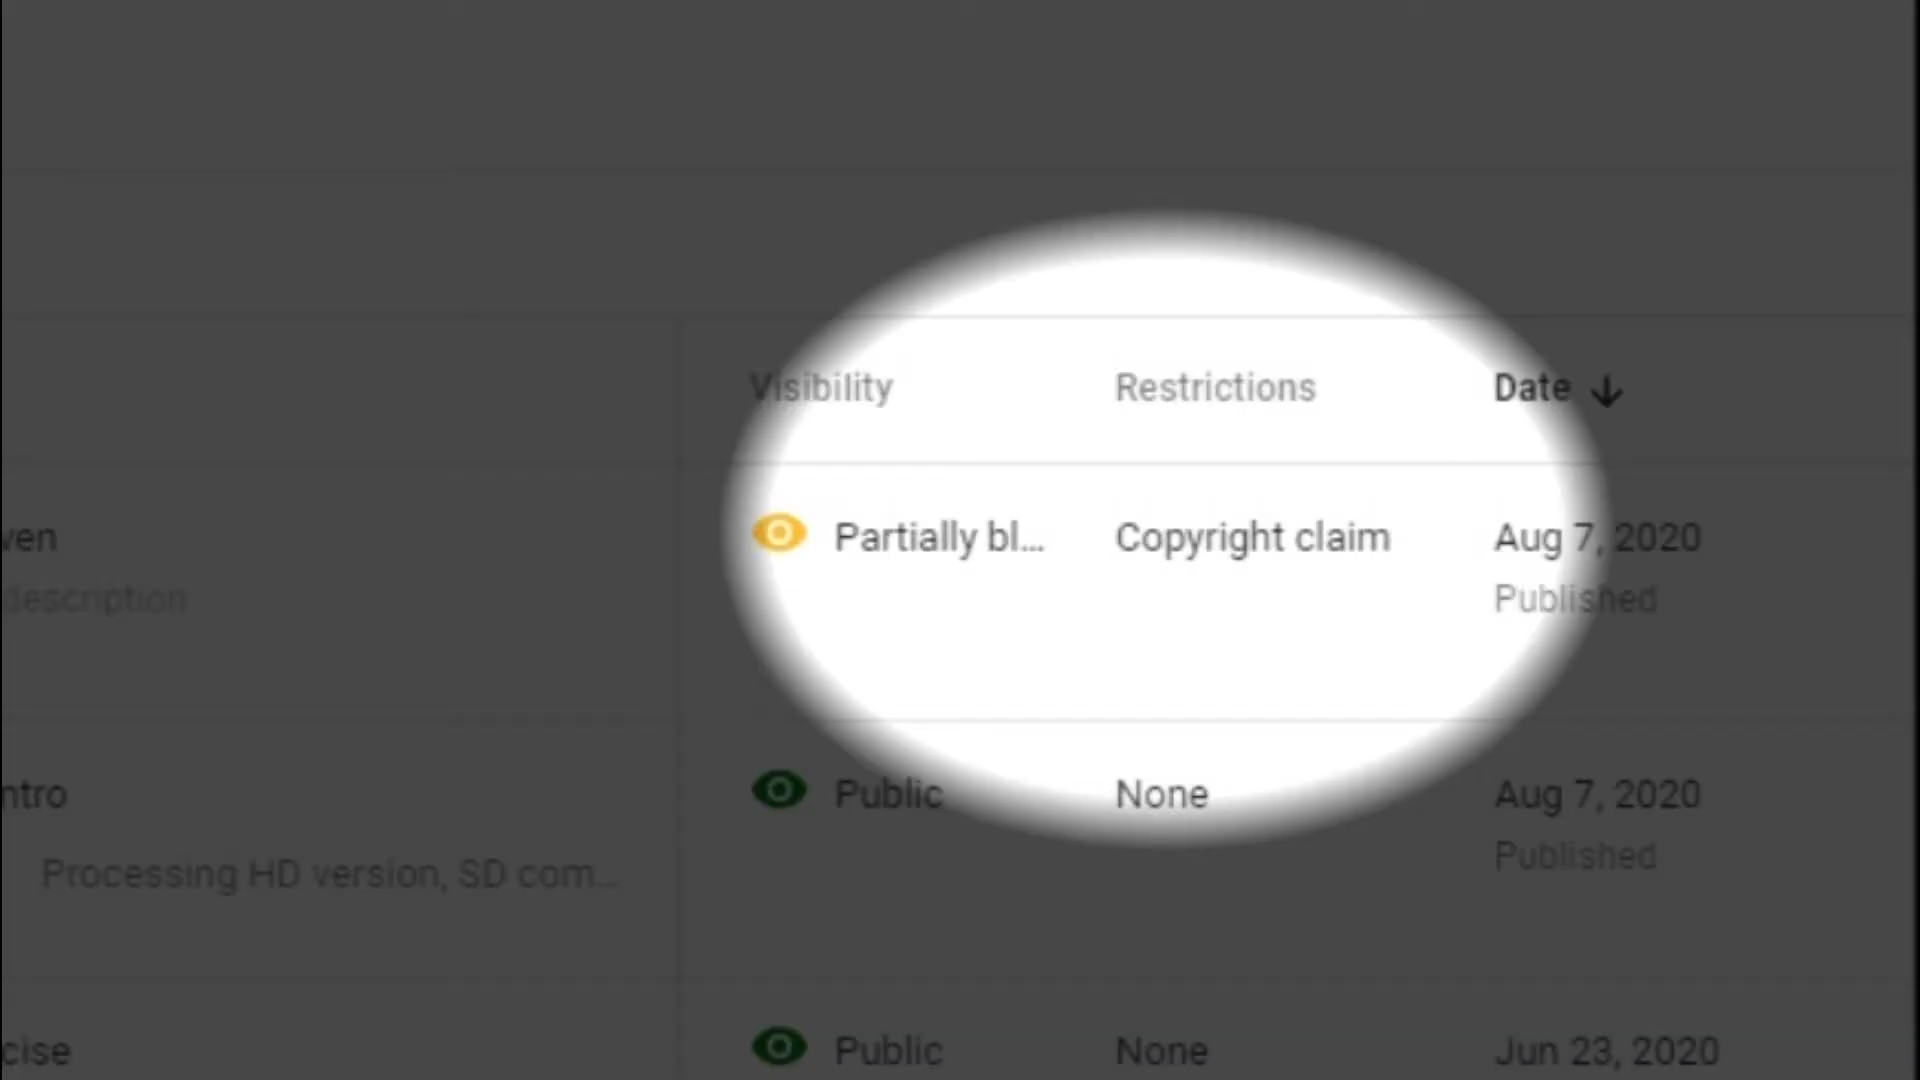 Visibility Restrictions Date
ven Partially bl... Copyright claim Aug 7, 2020
description Published
ntro Public None Aug 7, 2020
Published
Processing HD version, SD com...
cise Public None Jun 23, 2020